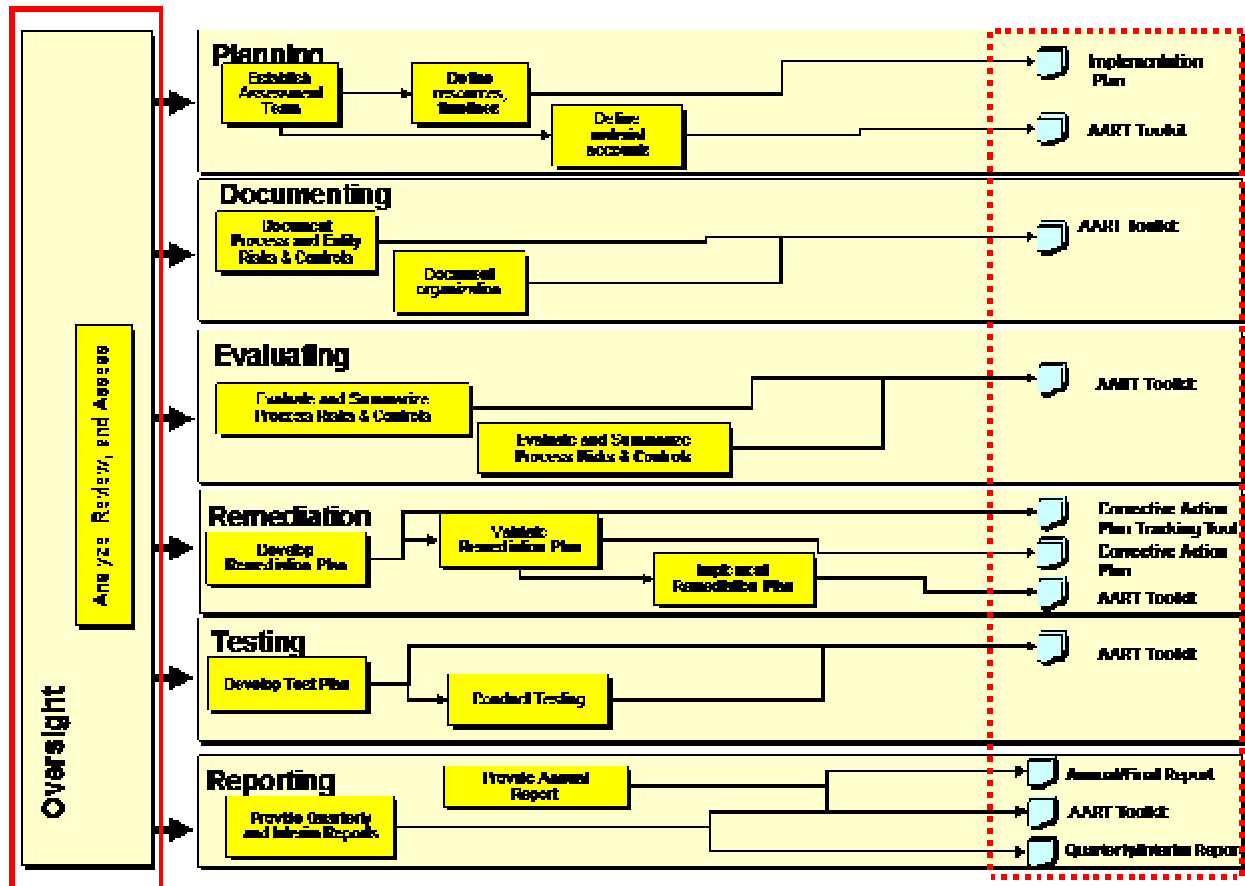 Oversight
Analyze, Review, and Assess
Planning
Establish
Assessment
Team
Define
resources,
timelines
Define
material
accounts
Implementation
Plan
AART Toolkit
Documenting
Document
Process and Entity
Risks & Controls
Document
organization
AART Toolkit
Evaluating
Evaluate and Summarize
Process Risks & Controls
Evaluate and Summarize
Process Risks & Controls
AART Toolkit
Remediation
Develop
Remediation Plan
Validate
Remediation Plan
Implement
Remediation Plan
Corrective Action
Plan Tracking Tool
Corrective Action
Plan
AART Toolkit
Testing
Develop Test Plan
Conduct Testing
AART Toolkit
Reporting
Provide Annual
Report
Provide Quarterly
and Interim Reports
Annual/Final Report
AART Toolkit
Quarterly/Interim Report